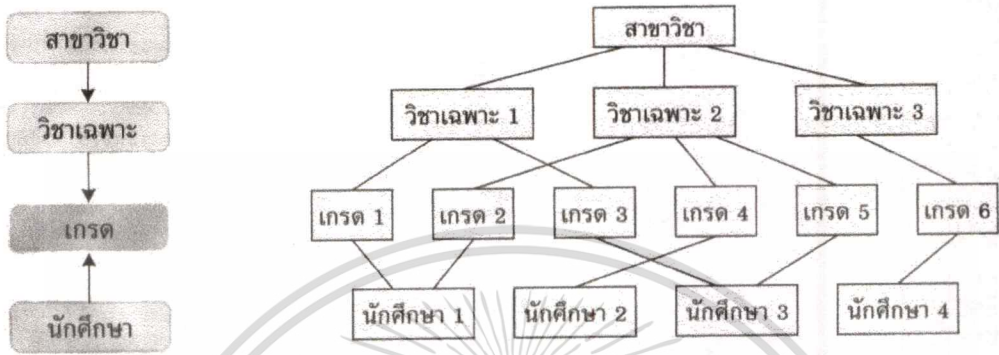 สาขาวิชา
วิชาเฉพาะ
เกรด
นักศึกษา
สาขาวิชา
วิชาเฉพาะ 1 วิชาเฉพาะ 2 วิชาเฉพาะ 3
เกรด 1 เกรด 2 เกรด 3 เกรด 4 เกรด 5 เกรด 6
นักศึกษา 1 นักศึกษา 2 นักศึกษา 3 นักศึกษา 4